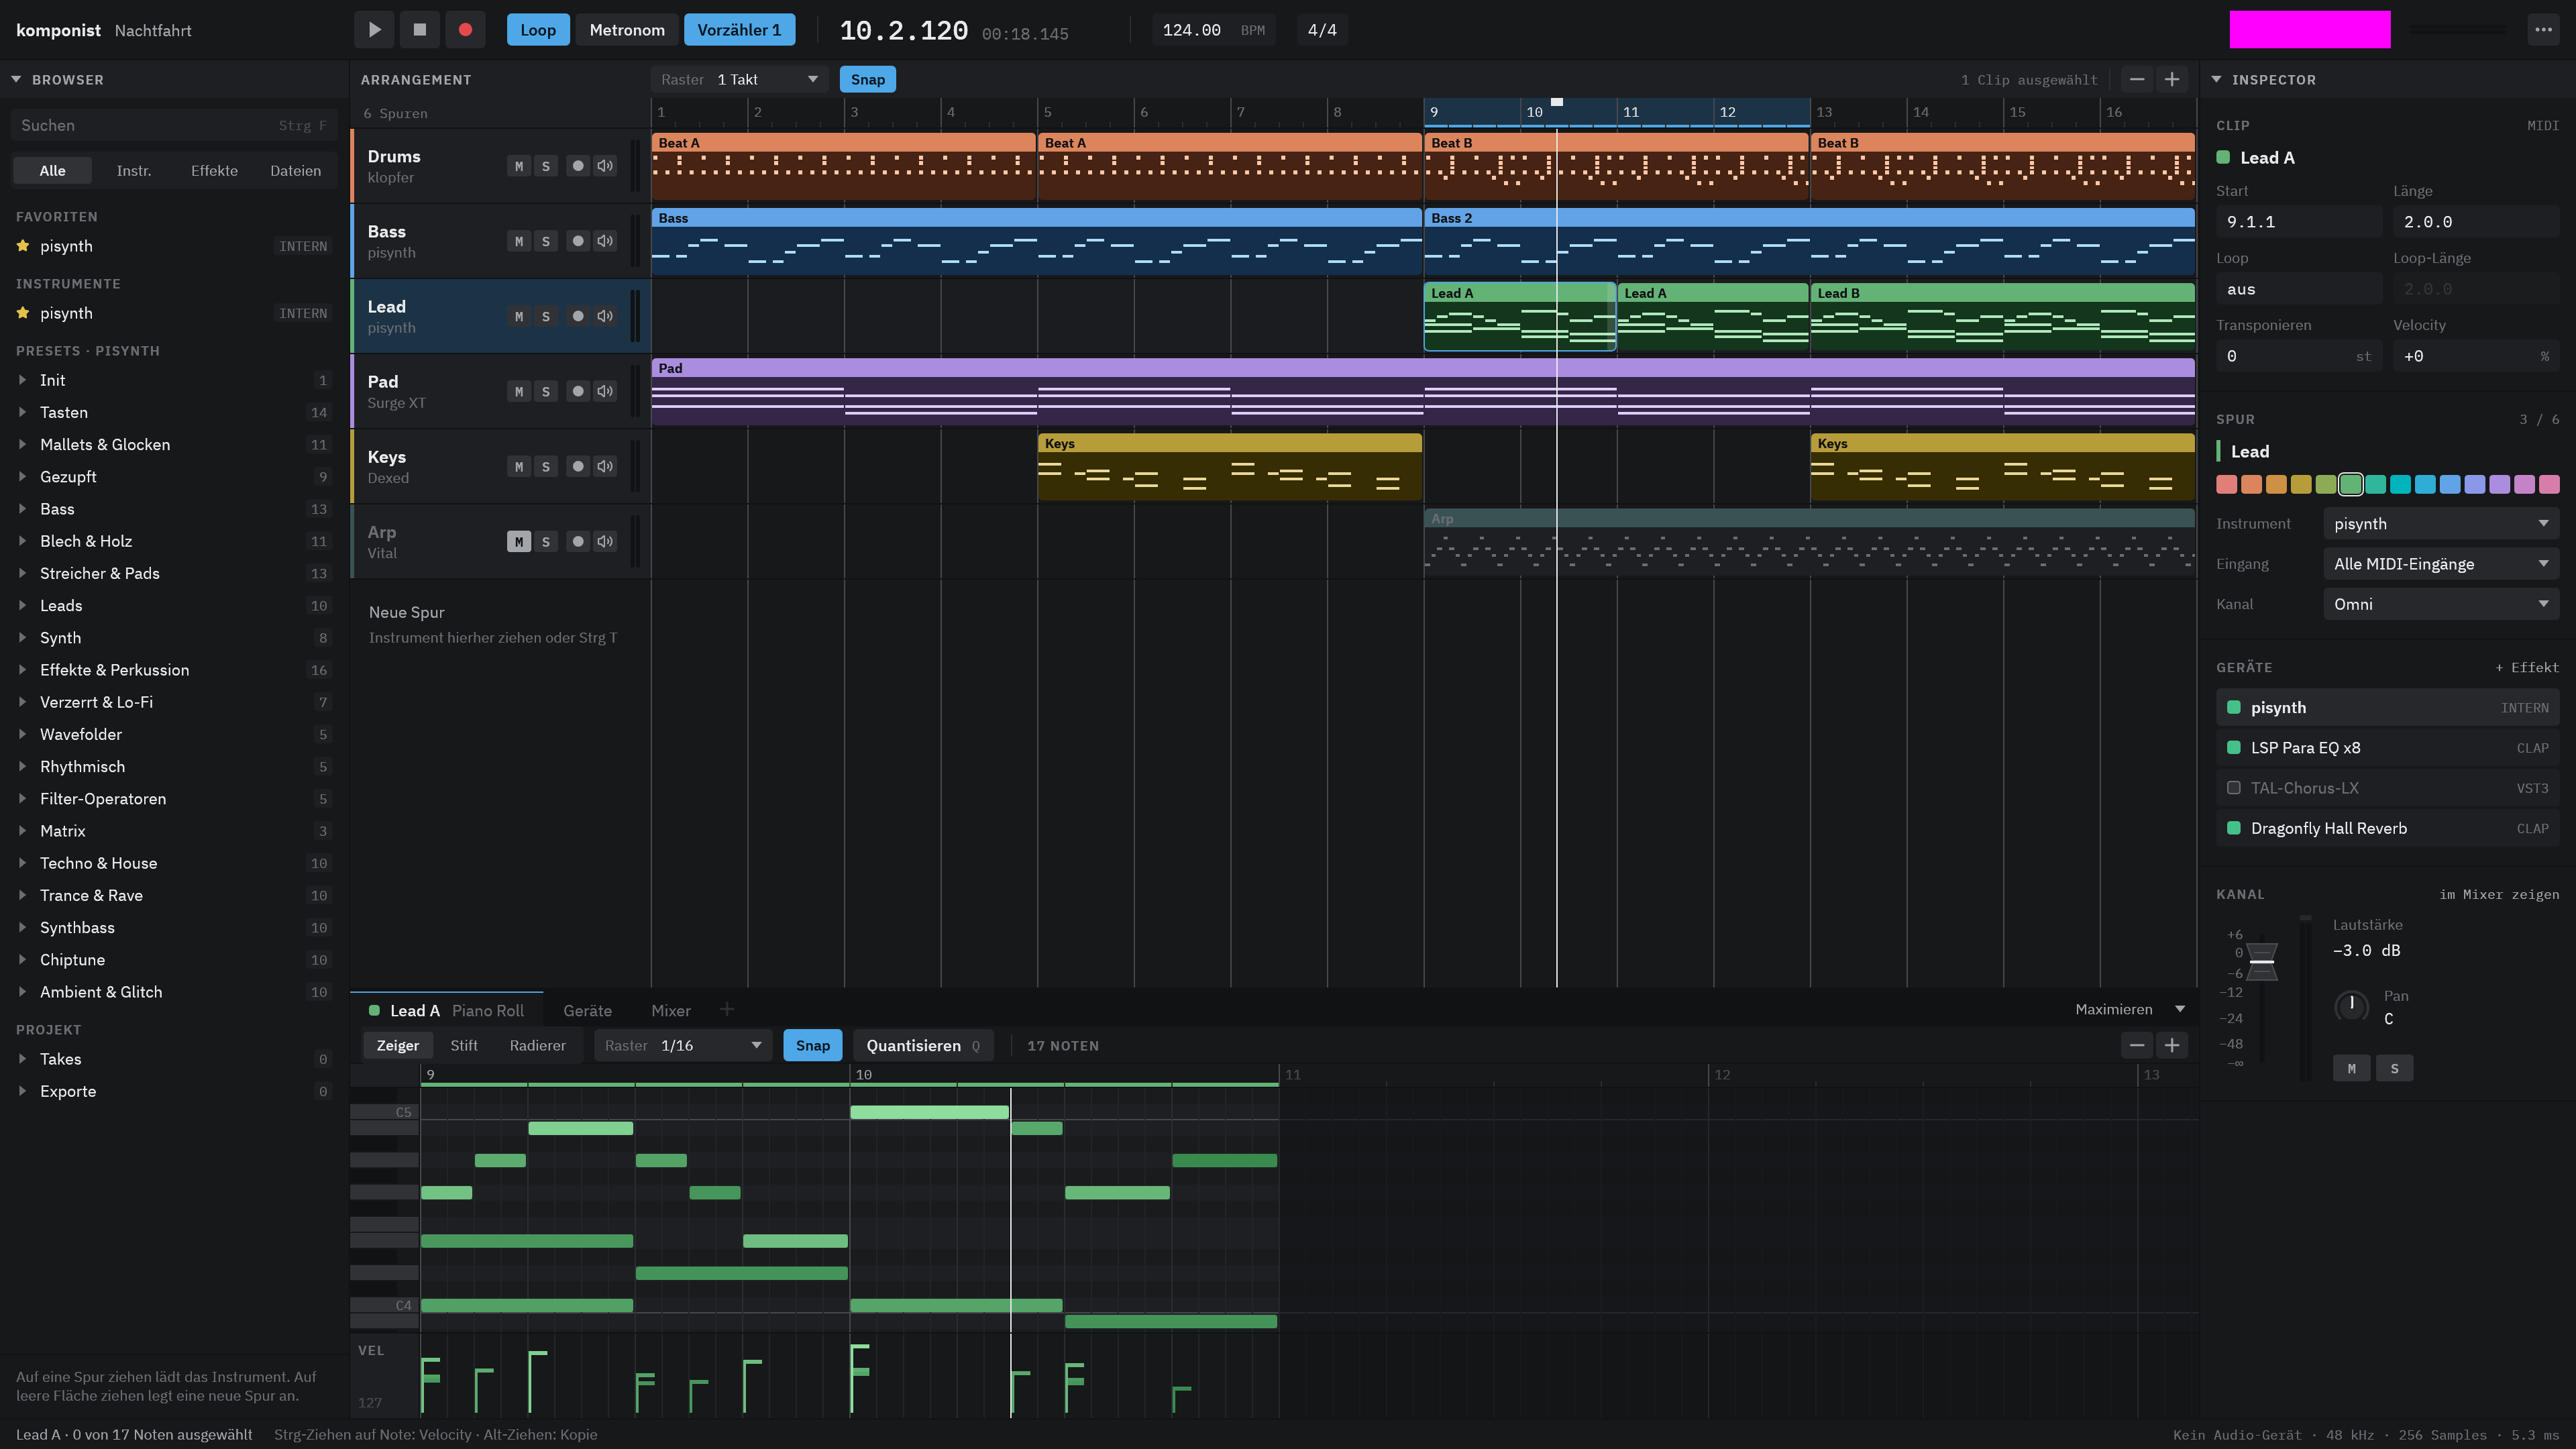 komponist Nachtfahrt
Loop Metronom Vorzähler 1 10.2.120 00:18.145 124.00 BPM 4/4
BROWSER
Suchen Strg F
Alle Instr. Effekte Dateien
FAVORITEN
pisynth INTERN
INSTRUMENTE
pisynth INTERN
PRESETS · PISYNTH
Init 1
Tasten 14
Mallets & Glocken 11
Gezupft 9
Bass 13
Blech & Holz 11
Streicher & Pads 13
Leads 10
Synth 8
Effekte & Perkussion 16
Verzerrt & Lo-Fi 7
Wavefolder 5
Rhythmisch 5
Filter-Operatoren 5
Matrix 3
Techno & House 10
Trance & Rave 10
Synthbass 10
Chiptune 10
Ambient & Glitch 10
PROJEKT
Takes 0
Exporte 0
Auf eine Spur ziehen lädt das Instrument. Auf
leere Fläche ziehen legt eine neue Spur an.
ARRANGEMENT Raster 1 Takt Snap 1 Clip ausgewählt
6 Spuren 1 2 3 4 5 6 7 8 9 10 11 12 13 14 15 16
Drums M S
klopfer
Beat A Beat A Beat B Beat B
Bass M S
pisynth
Bass Bass 2
Lead M S
pisynth
Lead A Lead A Lead B
Pad M S
Surge XT
Pad
Keys M S
Dexed
Keys Keys
Arp M S
Vital
Arp
Neue Spur
Instrument hierher ziehen oder Strg T
Lead A Piano Roll Geräte Mixer Maximieren
Zeiger Stift Radierer Raster 1/16 Snap Quantisieren Q 17 NOTEN
9 10 11 12 13
C5
C4
VEL
127
INSPECTOR
CLIP MIDI
Lead A
Start Länge
9.1.1 2.0.0
Loop Loop-Länge
aus 2.0.0
Transponieren Velocity
0 st +0 %
SPUR 3 / 6
Lead
Instrument pisynth
Eingang Alle MIDI-Eingänge
Kanal Omni
GERÄTE + Effekt
pisynth INTERN
LSP Para EQ x8 CLAP
TAL-Chorus-LX VST3
Dragonfly Hall Reverb CLAP
KANAL im Mixer zeigen
+6
0
−6
−12
−24
−48
−∞
Lautstärke
−3.0 dB
Pan
C
M S
Lead A · 0 von 17 Noten ausgewählt Strg-Ziehen auf Note: Velocity · Alt-Ziehen: Kopie
Kein Audio-Gerät · 48 kHz · 256 Samples · 5.3 ms